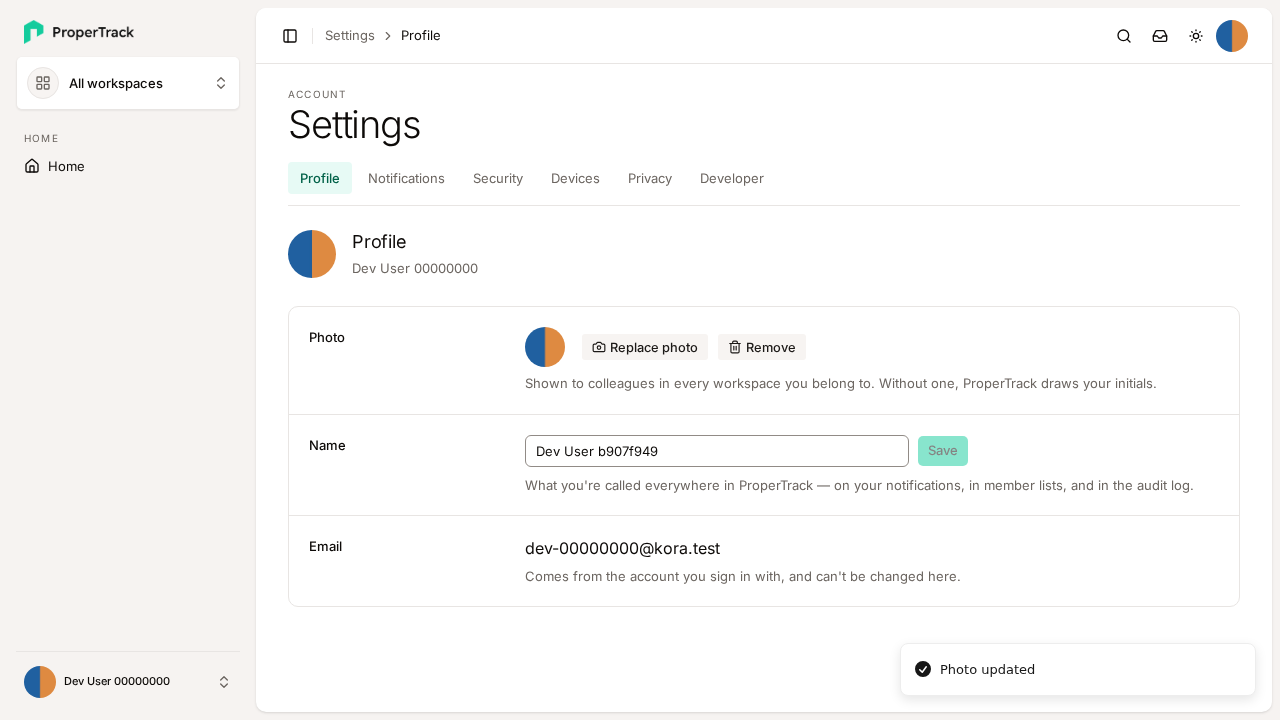 ProperTrack
All workspaces
HOME
Home
Dev User 00000000
Settings > Profile
ACCOUNT
Settings
Profile Notifications Security Devices Privacy Developer
Profile
Dev User 00000000
Photo
Replace photo Remove
Shown to colleagues in every workspace you belong to. Without one, ProperTrack draws your initials.
Name
Dev User b907f949 Save
What you're called everywhere in ProperTrack — on your notifications, in member lists, and in the audit log.
Email
dev-00000000@kora.test
Comes from the account you sign in with, and can't be changed here.
Photo updated